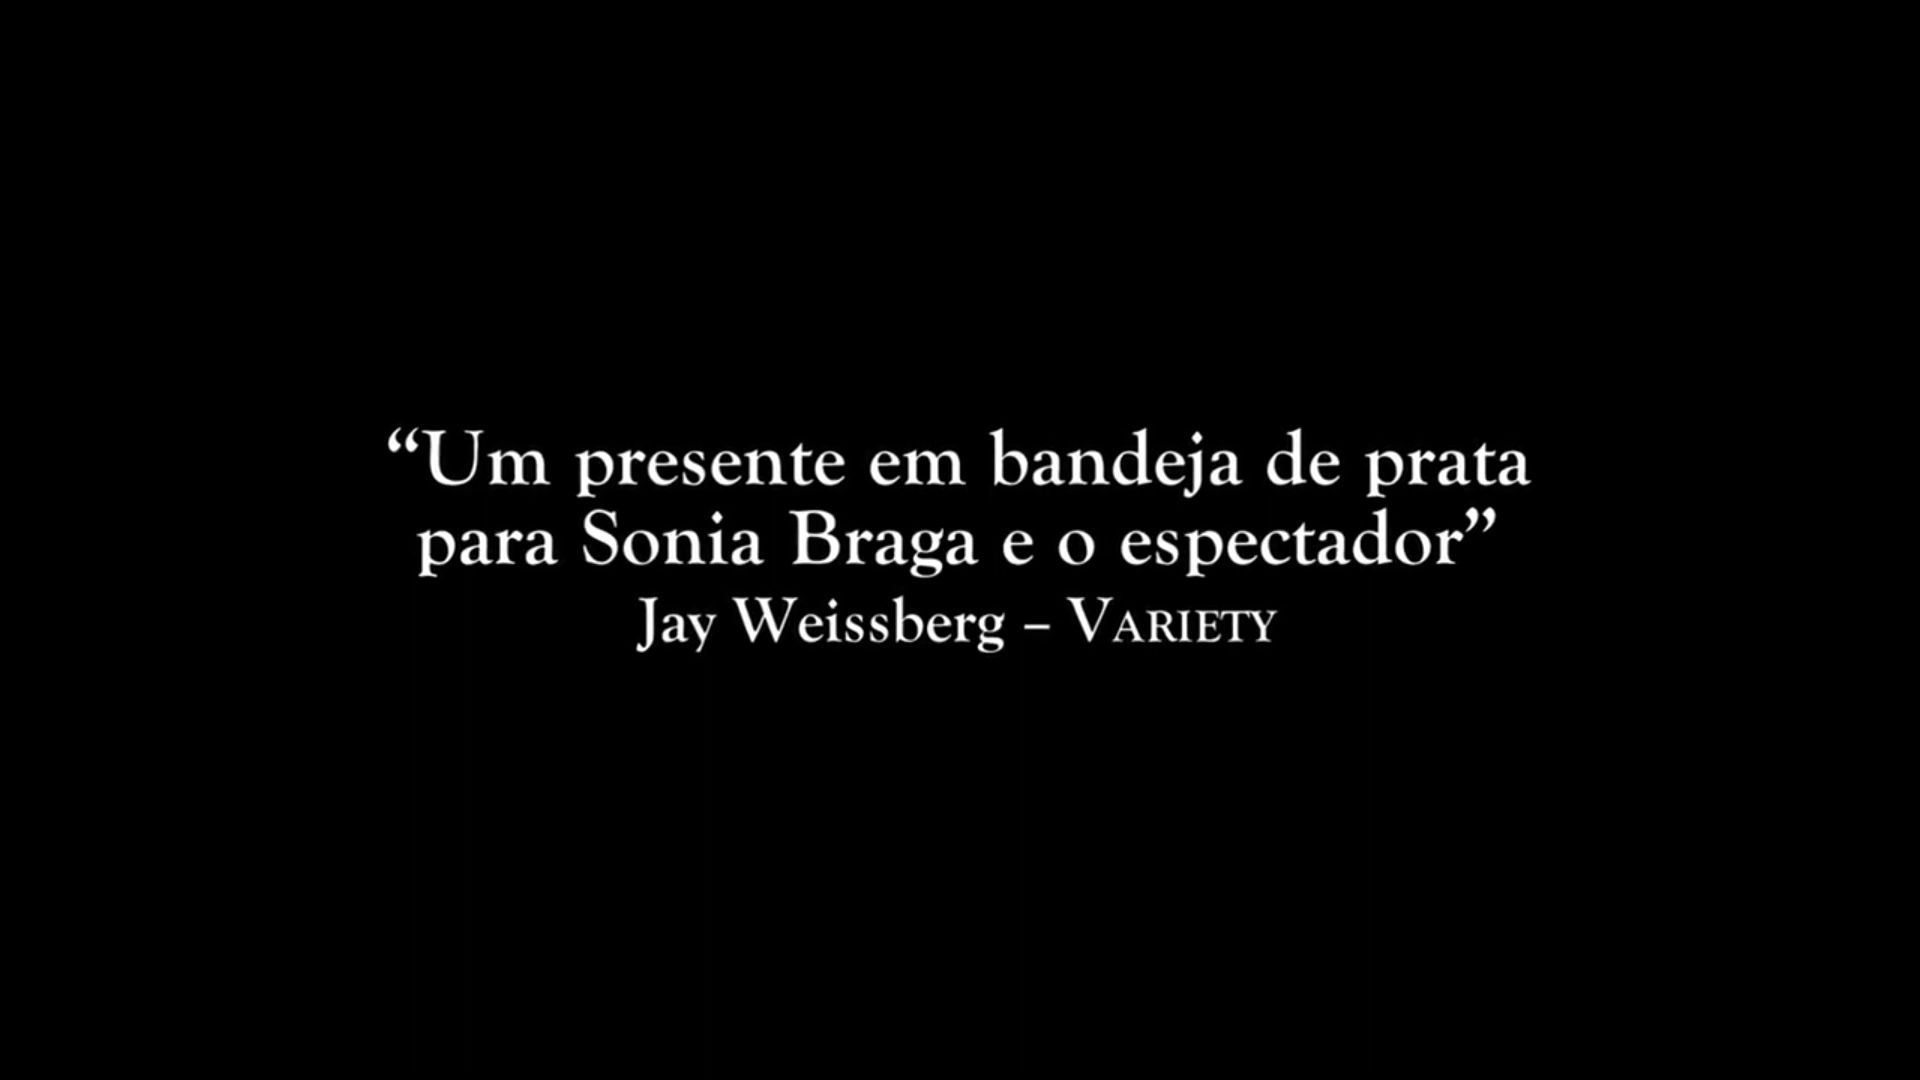 “Um presente em bandeja de prata
para Sonia Braga e o espectador”
Jay Weissberg – VARIETY